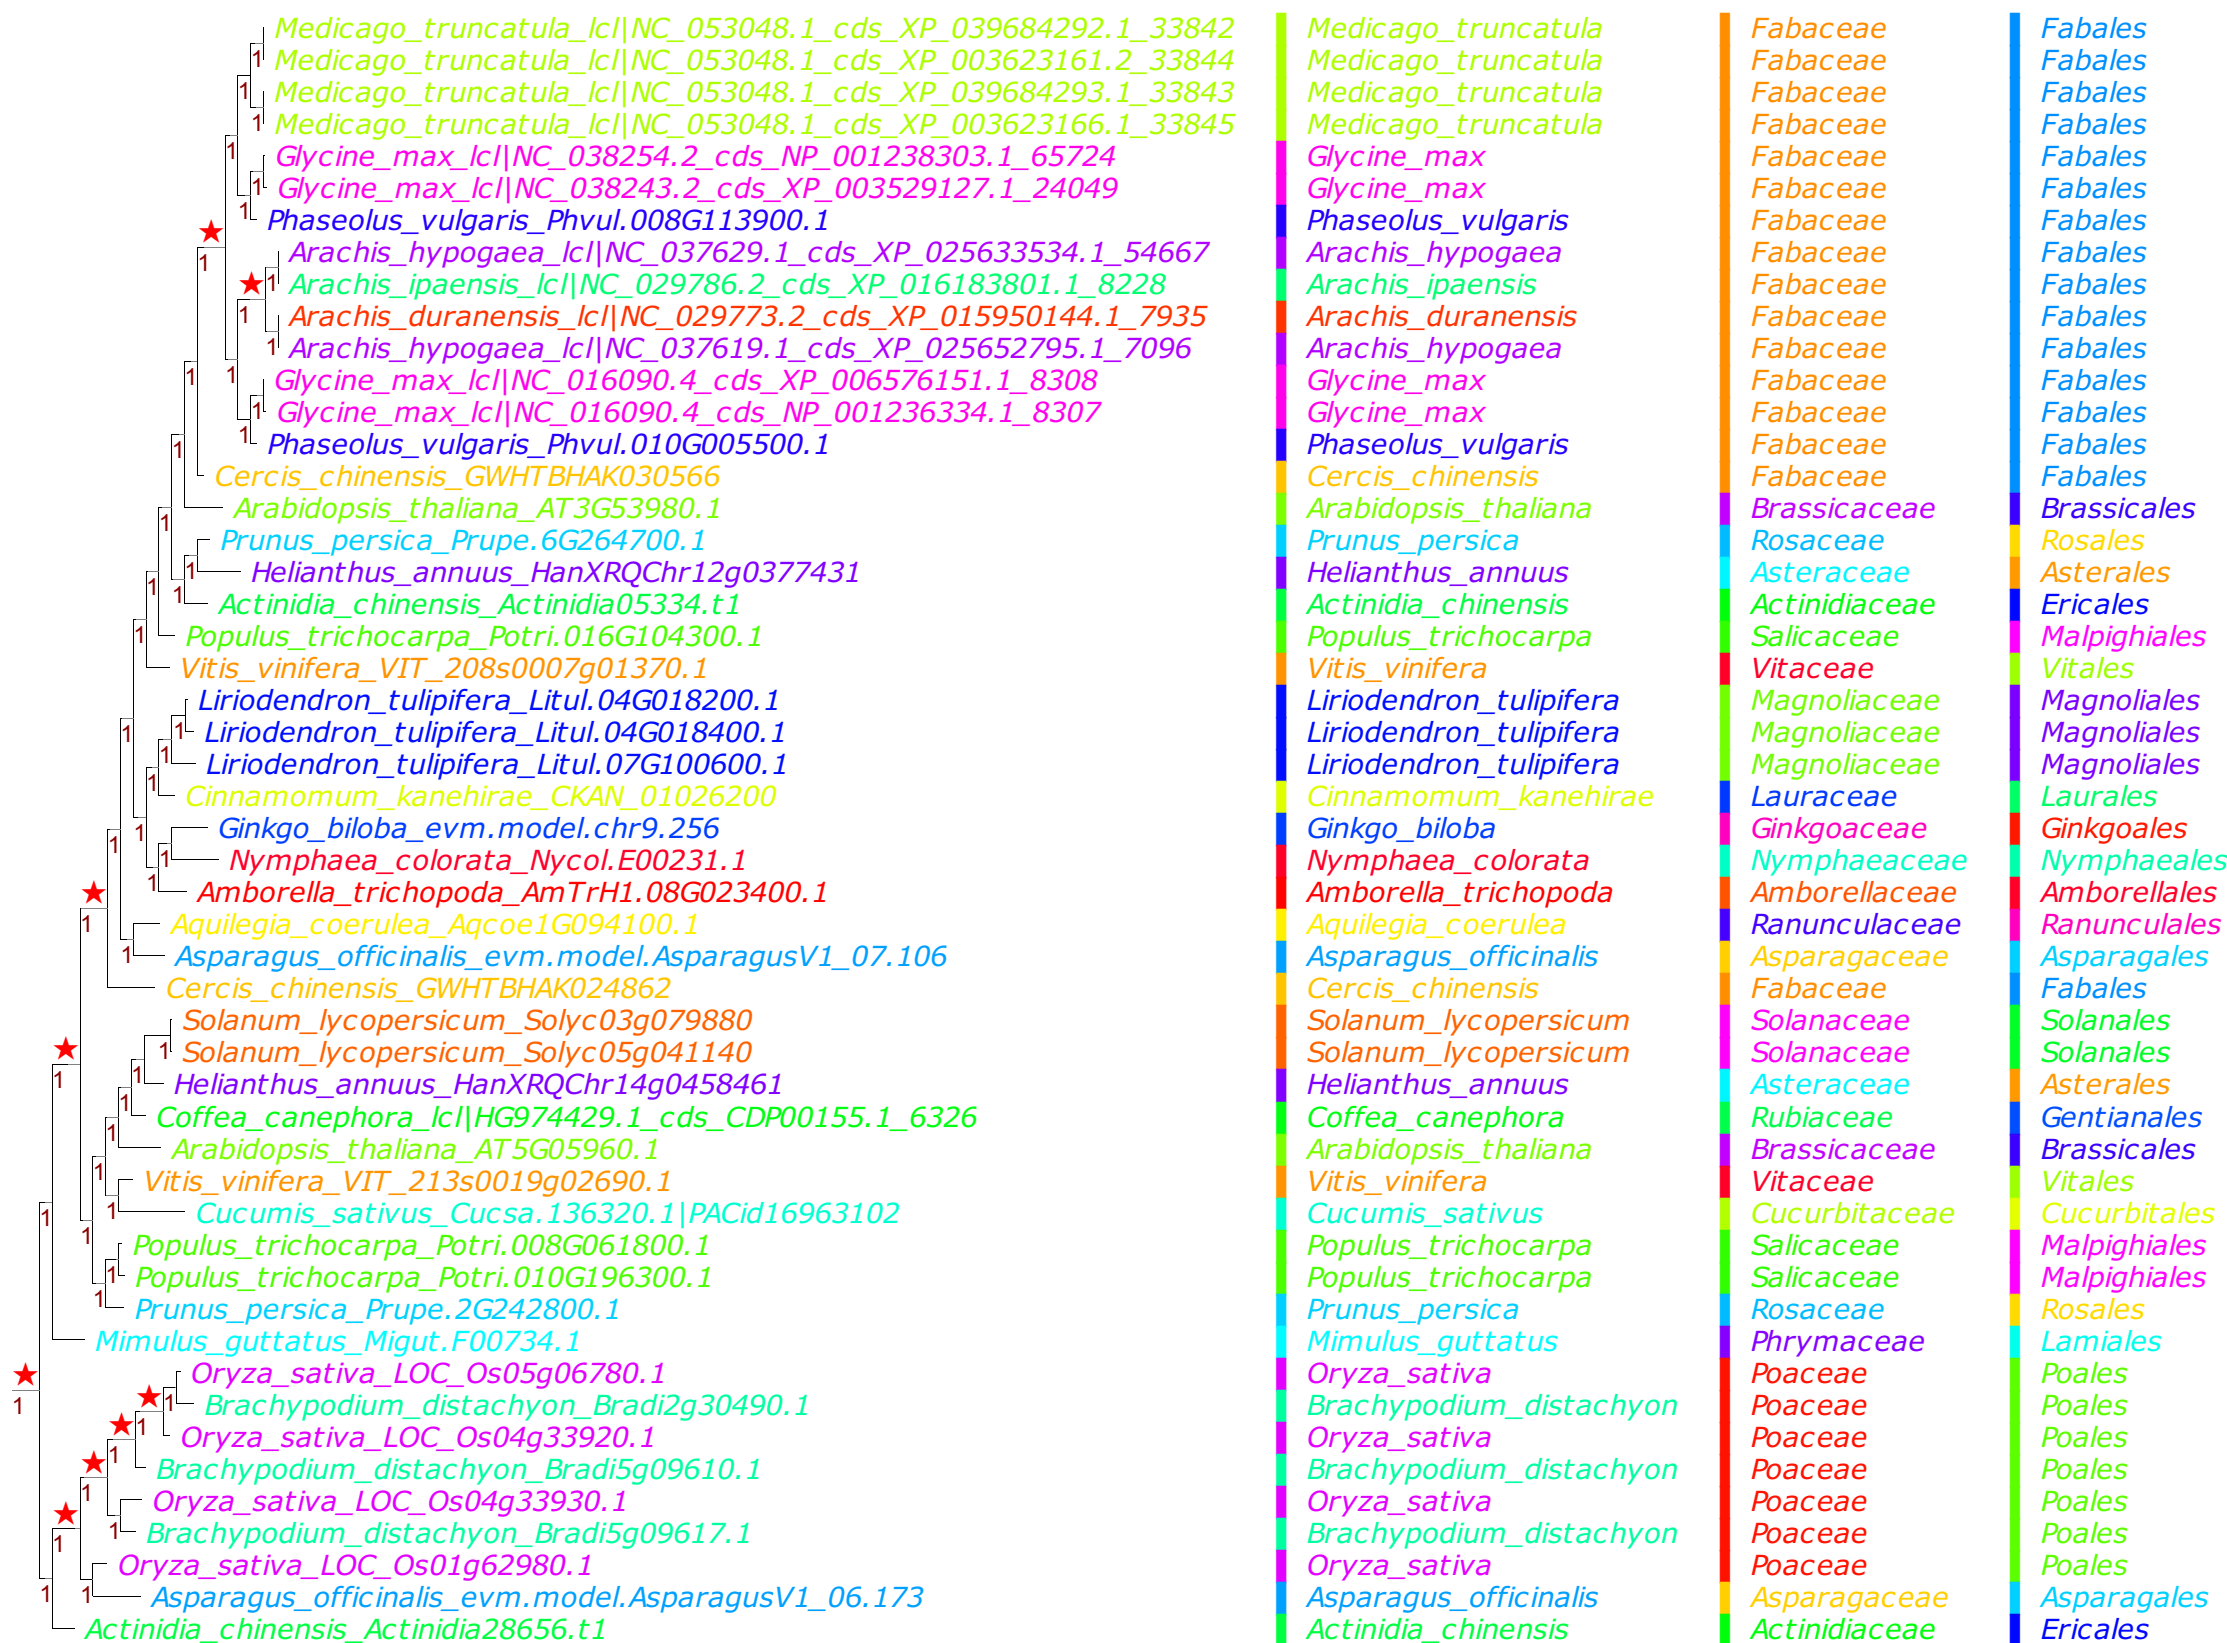 Medicago_truncatula_lcl|NC_053048.1_cds_XP_039684292.1_33842 Medicago_truncatula Fabaceae Fabales
Medicago_truncatula_lcl|NC_053048.1_cds_XP_003623161.2_33844 Medicago_truncatula Fabaceae Fabales
Medicago_truncatula_lcl|NC_053048.1_cds_XP_039684293.1_33843 Medicago_truncatula Fabaceae Fabales
Medicago_truncatula_lcl|NC_053048.1_cds_XP_003623166.1_33845 Medicago_truncatula Fabaceae Fabales
Glycine_max_lcl|NC_038254.2_cds_NP_001238303.1_65724 Glycine_max Fabaceae Fabales
Glycine_max_lcl|NC_038243.2_cds_XP_003529127.1_24049 Glycine_max Fabaceae Fabales
Phaseolus_vulgaris_Phvul.008G113900.1 Phaseolus_vulgaris Fabaceae Fabales
Arachis_hypogaea_lcl|NC_037629.1_cds_XP_025633534.1_54667 Arachis_hypogaea Fabaceae Fabales
Arachis_ipaensis_lcl|NC_029786.2_cds_XP_016183801.1_8228 Arachis_ipaensis Fabaceae Fabales
Arachis_duranensis_lcl|NC_029773.2_cds_XP_015950144.1_7935 Arachis_duranensis Fabaceae Fabales
Arachis_hypogaea_lcl|NC_037619.1_cds_XP_025652795.1_7096 Arachis_hypogaea Fabaceae Fabales
Glycine_max_lcl|NC_016090.4_cds_XP_006576151.1_8308 Glycine_max Fabaceae Fabales
Glycine_max_lcl|NC_016090.4_cds_NP_001236334.1_8307 Glycine_max Fabaceae Fabales
Phaseolus_vulgaris_Phvul.010G005500.1 Phaseolus_vulgaris Fabaceae Fabales
Cercis_chinensis_GWHTBHAK030566 Cercis_chinensis Fabaceae Fabales
Arabidopsis_thaliana_AT3G53980.1 Arabidopsis_thaliana Brassicaceae Brassicales
Prunus_persica_Prupe.6G264700.1 Prunus_persica Rosaceae Rosales
Helianthus_annuus_HanXRQChr12g0377431 Helianthus_annuus Asteraceae Asterales
Actinidia_chinensis_Actinidia05334.t1 Actinidia_chinensis Actinidiaceae Ericales
Populus_trichocarpa_Potri.016G104300.1 Populus_trichocarpa Salicaceae Malpighiales
Vitis_vinifera_VIT_208s0007g01370.1 Vitis_vinifera Vitaceae Vitales
Liriodendron_tulipifera_Litul.04G018200.1 Liriodendron_tulipifera Magnoliaceae Magnoliales
Liriodendron_tulipifera_Litul.04G018400.1 Liriodendron_tulipifera Magnoliaceae Magnoliales
Liriodendron_tulipifera_Litul.07G100600.1 Liriodendron_tulipifera Magnoliaceae Magnoliales
Cinnamomum_kanehirae_CKAN_01026200 Cinnamomum_kanehirae Lauraceae Laurales
Ginkgo_biloba_evm.model.chr9.256 Ginkgo_biloba Ginkgoaceae Ginkgoales
Nymphaea_colorata_Nycol.E00231.1 Nymphaea_colorata Nymphaeaceae Nymphaeales
Amborella_trichopoda_AmTrH1.08G023400.1 Amborella_trichopoda Amborellaceae Amborellales
Aquilegia_coerulea_Aqcoe1G094100.1 Aquilegia_coerulea Ranunculaceae Ranunculales
Asparagus_officinalis_evm.model.AsparagusV1_07.106 Asparagus_officinalis Asparagaceae Asparagales
Cercis_chinensis_GWHTBHAK024862 Cercis_chinensis Fabaceae Fabales
Solanum_lycopersicum_Solyc03g079880 Solanum_lycopersicum Solanaceae Solanales
Solanum_lycopersicum_Solyc05g041140 Solanum_lycopersicum Solanaceae Solanales
Helianthus_annuus_HanXRQChr14g0458461 Helianthus_annuus Asteraceae Asterales
Coffea_canephora_lcl|HG974429.1_cds_CDP00155.1_6326 Coffea_canephora Rubiaceae Gentianales
Arabidopsis_thaliana_AT5G05960.1 Arabidopsis_thaliana Brassicaceae Brassicales
Vitis_vinifera_VIT_213s0019g02690.1 Vitis_vinifera Vitaceae Vitales
Cucumis_sativus_Cucsa.136320.1|PACid16963102 Cucumis_sativus Cucurbitaceae Cucurbitales
Populus_trichocarpa_Potri.008G061800.1 Populus_trichocarpa Salicaceae Malpighiales
Populus_trichocarpa_Potri.010G196300.1 Populus_trichocarpa Salicaceae Malpighiales
Prunus_persica_Prupe.2G242800.1 Prunus_persica Rosaceae Rosales
Mimulus_guttatus_Migut.F00734.1 Mimulus_guttatus Phrymaceae Lamiales
Oryza_sativa_LOC_Os05g06780.1 Oryza_sativa Poaceae Poales
Brachypodium_distachyon_Bradi2g30490.1 Brachypodium_distachyon Poaceae Poales
Oryza_sativa_LOC_Os04g33920.1 Oryza_sativa Poaceae Poales
Brachypodium_distachyon_Bradi5g09610.1 Brachypodium_distachyon Poaceae Poales
Oryza_sativa_LOC_Os04g33930.1 Oryza_sativa Poaceae Poales
Brachypodium_distachyon_Bradi5g09617.1 Brachypodium_distachyon Poaceae Poales
Oryza_sativa_LOC_Os01g62980.1 Oryza_sativa Poaceae Poales
Asparagus_officinalis_evm.model.AsparagusV1_06.173 Asparagus_officinalis Asparagaceae Asparagales
Actinidia_chinensis_Actinidia28656.t1 Actinidia_chinensis Actinidiaceae Ericales